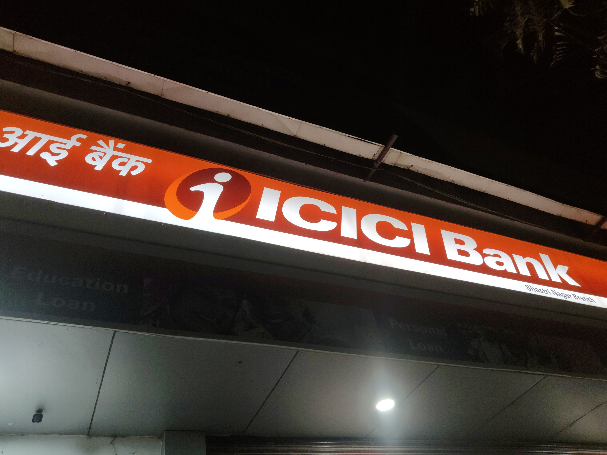 आई बैंक
ICICI Bank
Education
Loan
Personal
Loan